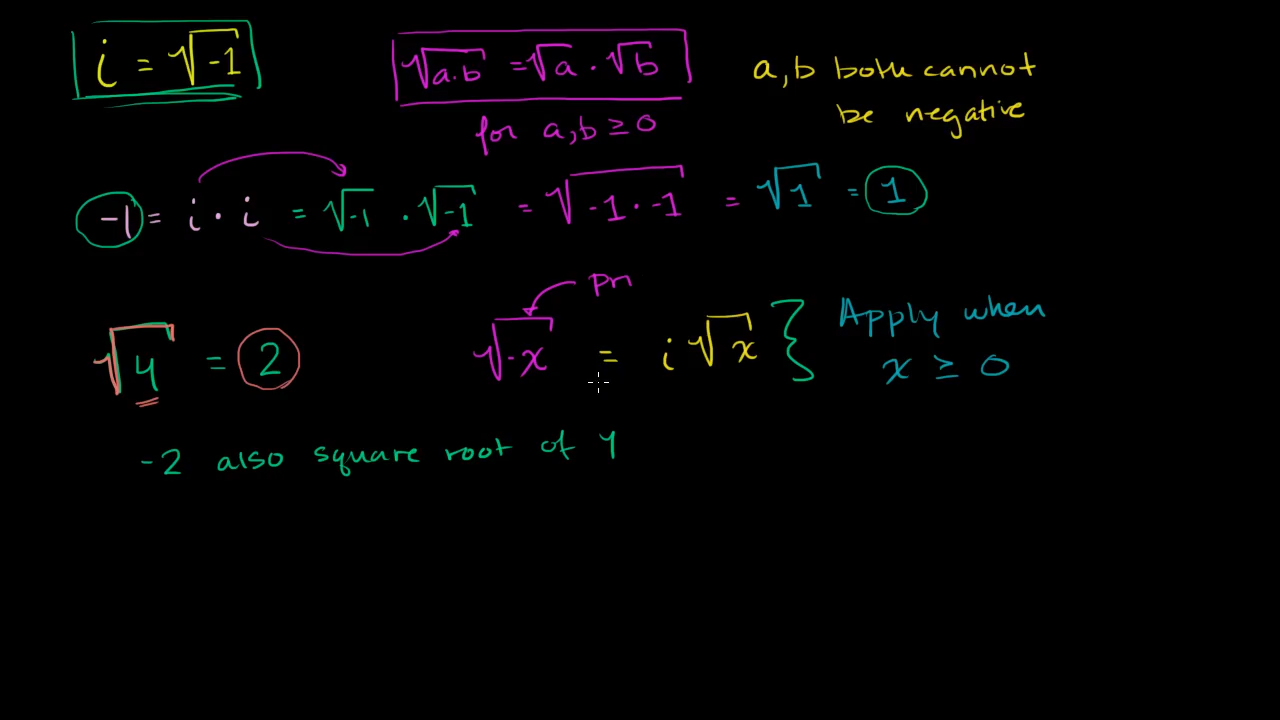 i = √-1
√a·b = √a · √b
for a,b ≥ 0
a,b both cannot
be negative
-1 = i · i = √-1 · √-1 = √-1 · -1 = √1 = 1
Pri
√4 = 2
√-x = i √x } Apply when
x ≥ 0
-2 also square root of 4